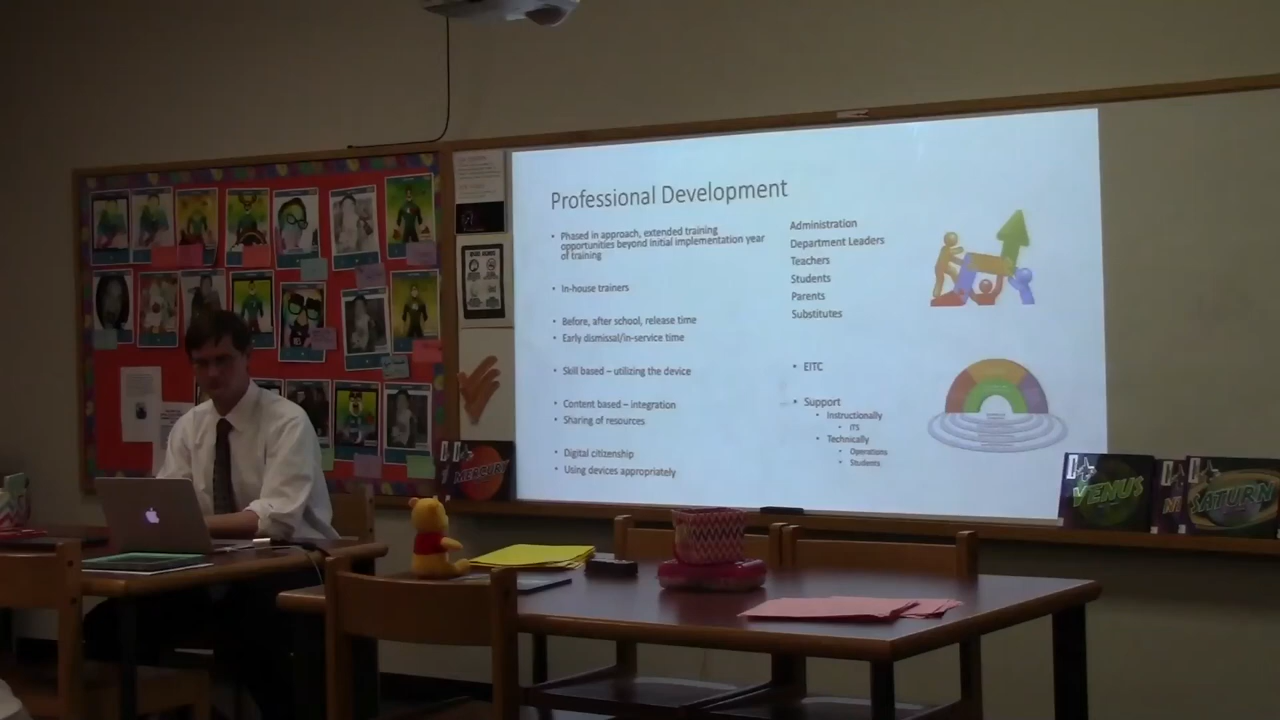 Professional Development
• Phased in approach, extended training
opportunities beyond initial implementation year
of training
• In-house trainers
• Before, after school, release time
• Early dismissal/in-service time
• Skill based – utilizing the device
• Content based – integration
• Sharing of resources
• Digital citizenship
• Using devices appropriately
Administration
Department Leaders
Teachers
Students
Parents
Substitutes
• EITC
• Support
• Instructionally
• ITS
• Technically
• Operations
• Students
MERCURY
VENUS
SATURN